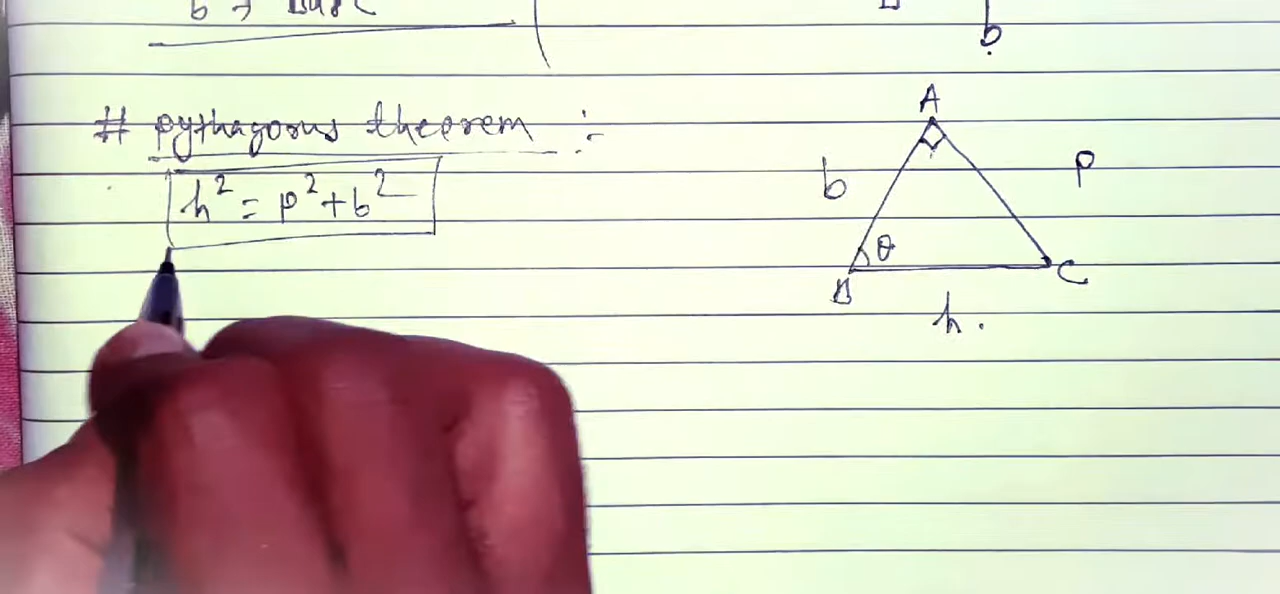 b →
b
# pythagorus theorem :-
h² = p² + b²
A
b
p
θ
B
C
h.